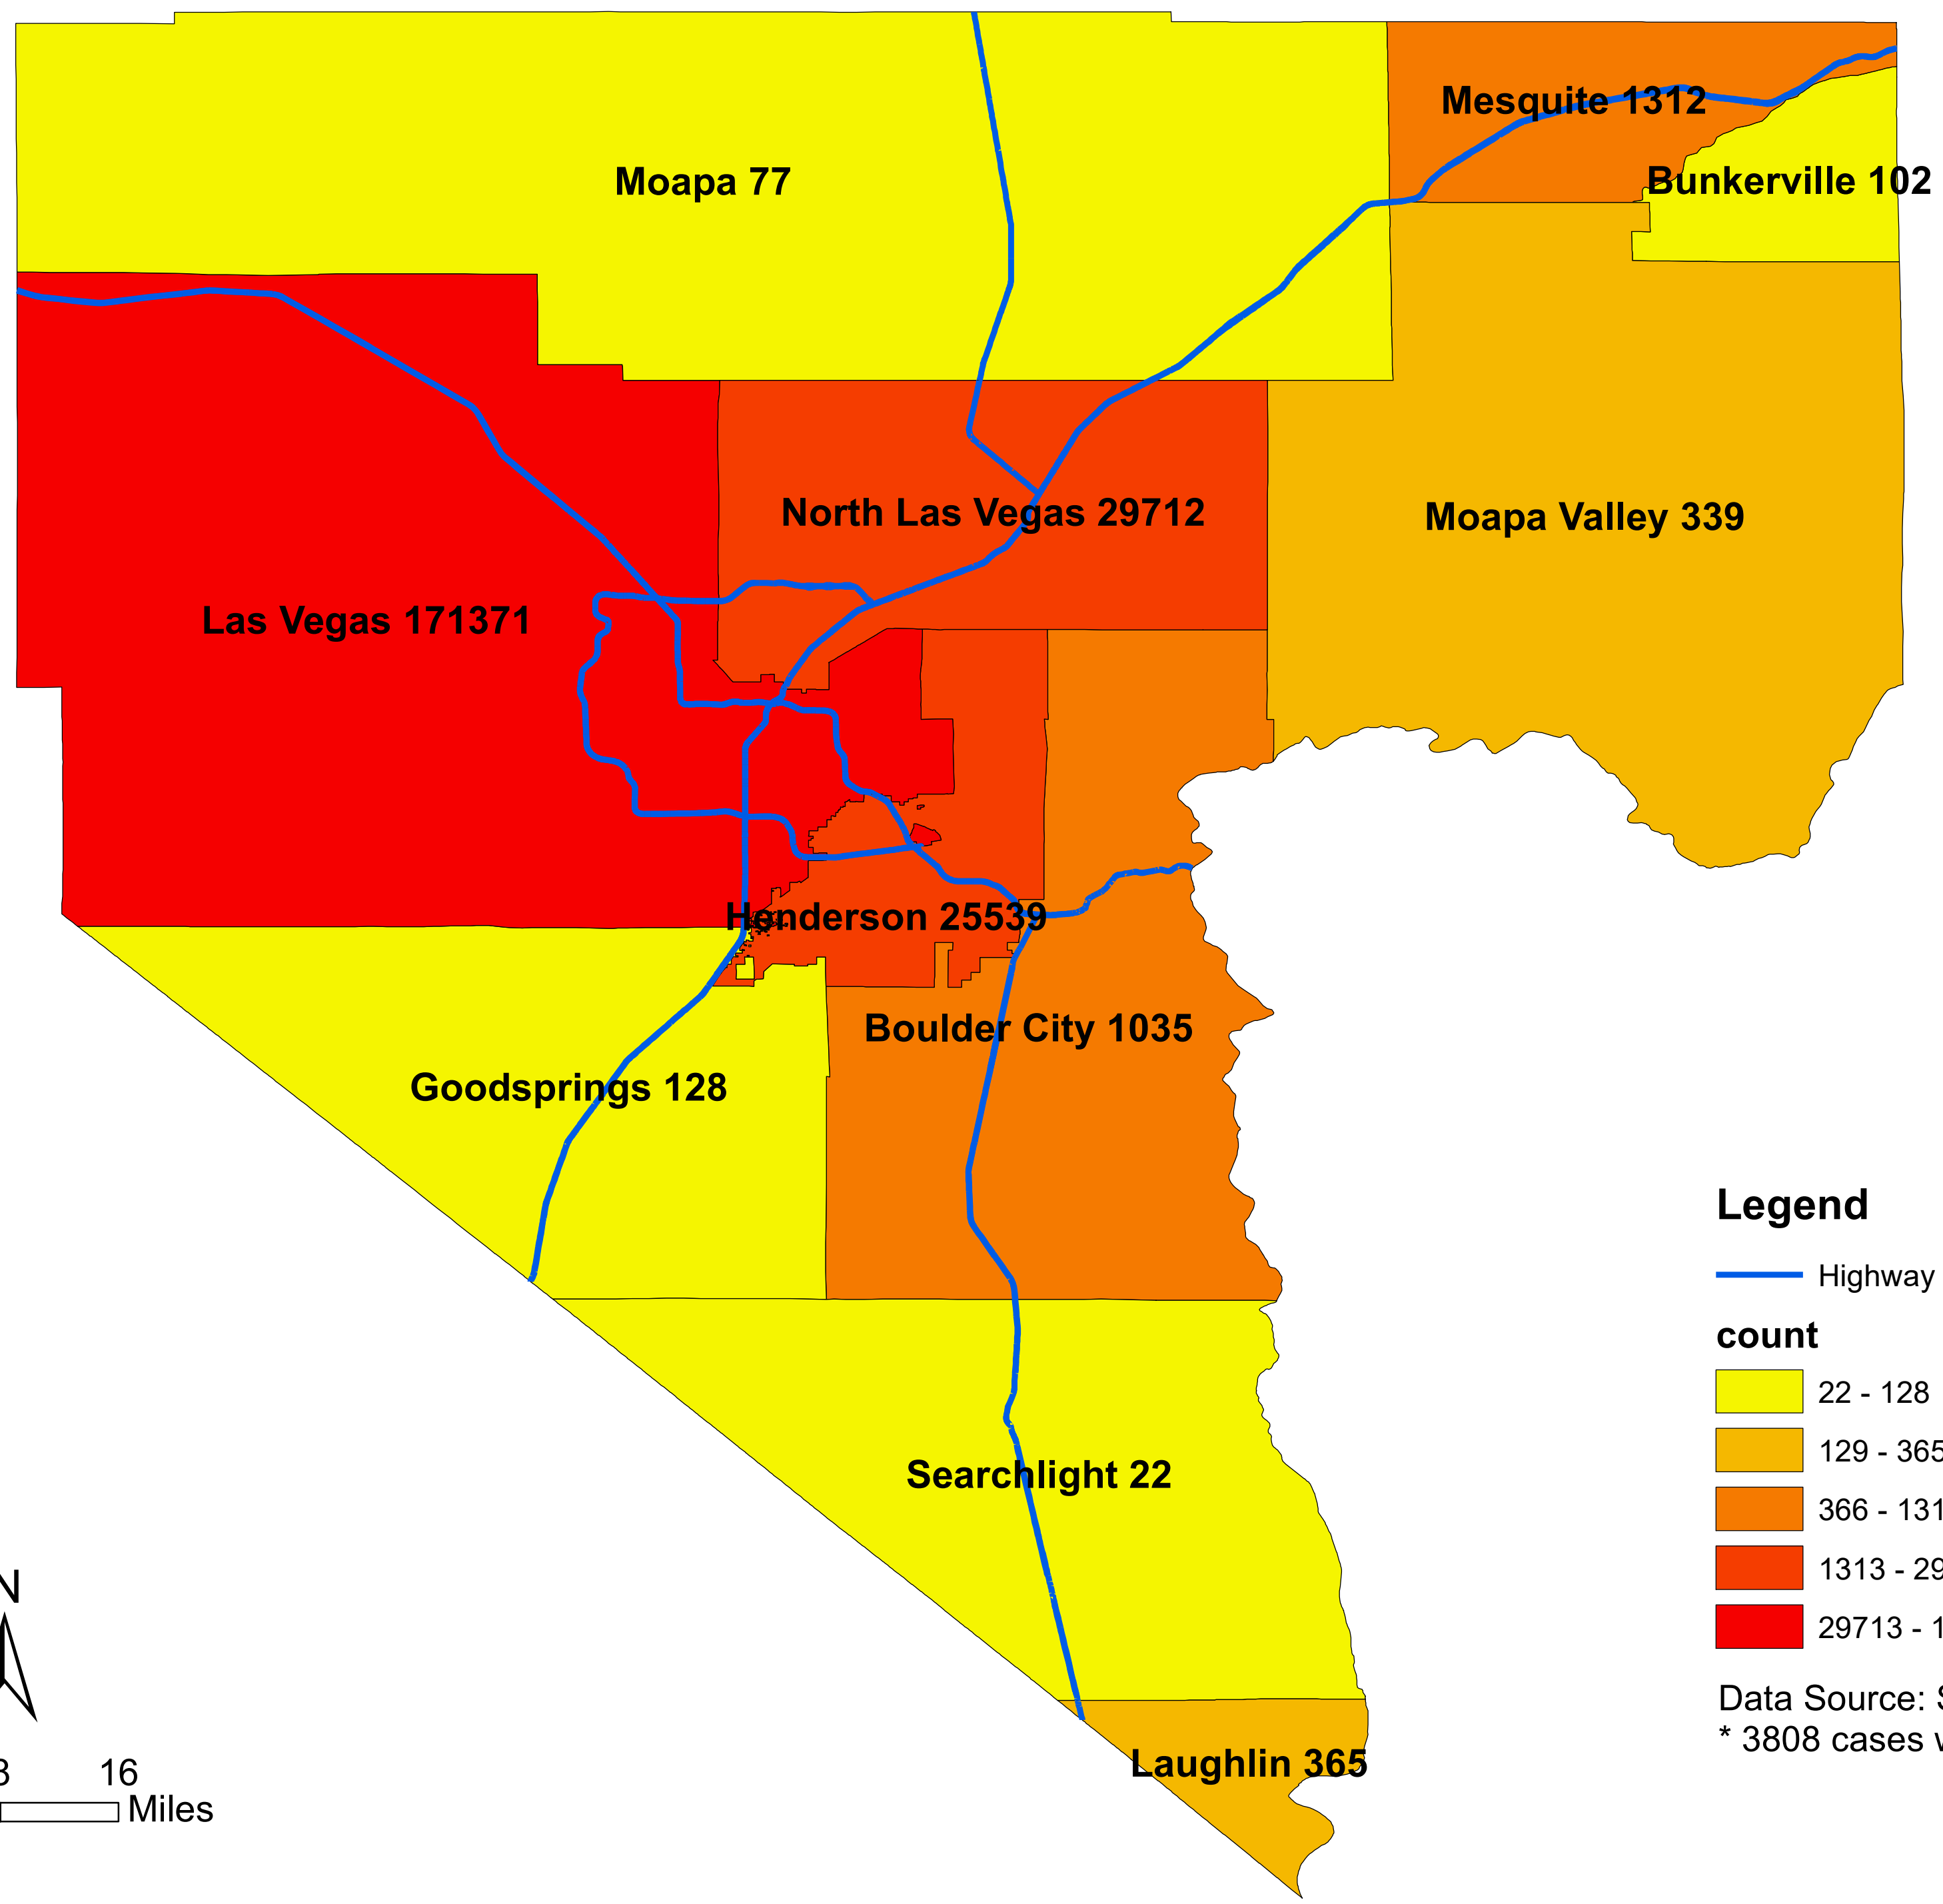 Mesquite 1312
Moapa 77
Bunkerville 102
North Las Vegas 29712
Moapa Valley 339
Las Vegas 171371
Henderson 25539
Boulder City 1035
Goodsprings 128
Searchlight 22
Laughlin 365
Legend
Highway
count
22 - 128
129 - 365
366 - 131
1313 - 29
29713 - 1
Data Source:
* 3808 cases
N
16
Miles